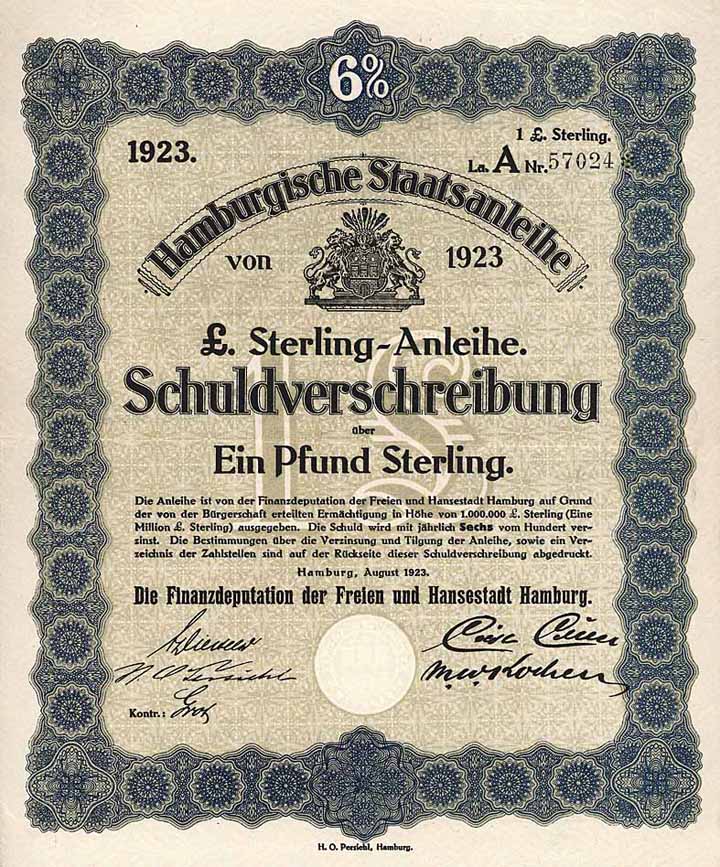 6%
1923.
1 £. Sterling.
La. A Nr. 57024 *
Hamburgische Staatsanleihe
von 1923
£. Sterling-Anleihe.
Schuldverschreibung
über
Ein Pfund Sterling.
Die Anleihe ist von der Finanzdeputation der Freien und Hansestadt Hamburg auf Grund
der von der Bürgerschaft erteilten Ermächtigung in Höhe von 1.000.000 £. Sterling (Eine
Million £. Sterling) ausgegeben. Die Schuld wird mit jährlich Sechs vom Hundert ver-
zinst. Die Bestimmungen über die Verzinsung und Tilgung der Anleihe, sowie ein Ver-
zeichnis der Zahlstellen sind auf der Rückseite dieser Schuldverschreibung abgedruckt.
Hamburg, August 1923.
Die Finanzdeputation der Freien und Hansestadt Hamburg.
Kontr.:
H. O. Persiehl, Hamburg.